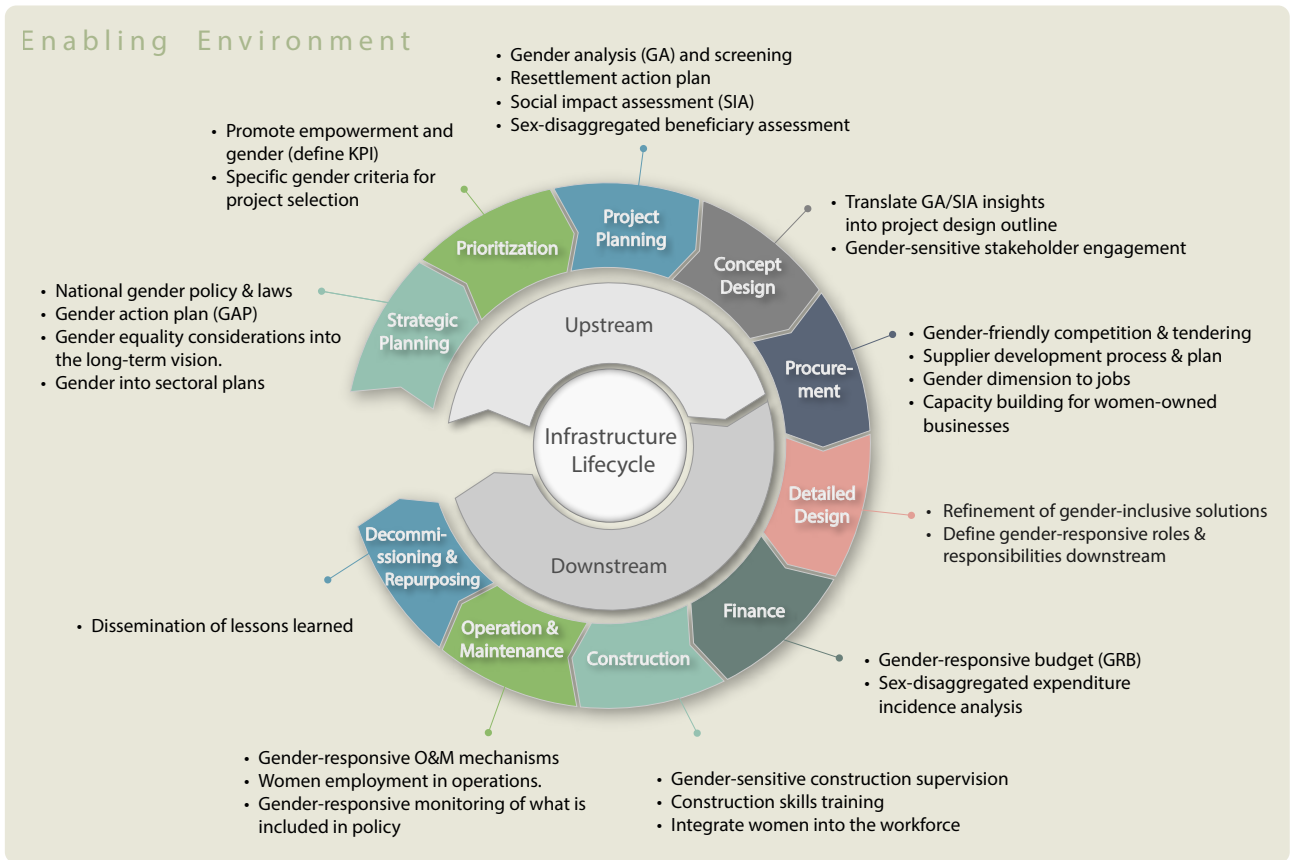 Enabling Environment
• Gender analysis (GA) and screening
• Resettlement action plan
• Social impact assessment (SIA)
• Sex-disaggregated beneficiary assessment
• Promote empowerment and
gender (define KPI)
• Specific gender criteria for
project selection
• Translate GA/SIA insights
into project design outline
• Gender-sensitive stakeholder engagement
• National gender policy & laws
• Gender action plan (GAP)
• Gender equality considerations into
the long-term vision.
• Gender into sectoral plans
• Gender-friendly competition & tendering
• Supplier development process & plan
• Gender dimension to jobs
• Capacity building for women-owned
businesses
Strategic
Planning
Prioritization
Project
Planning
Concept
Design
Procure-
ment
Detailed
Design
Finance
Construction
Operation &
Maintenance
Decommi-
ssioning &
Repurposing
Upstream
Infrastructure
Lifecycle
Downstream
• Refinement of gender-inclusive solutions
• Define gender-responsive roles &
responsibilities downstream
• Dissemination of lessons learned
• Gender-responsive budget (GRB)
• Sex-disaggregated expenditure
incidence analysis
• Gender-responsive O&M mechanisms
• Women employment in operations.
• Gender-responsive monitoring of what is
included in policy
• Gender-sensitive construction supervision
• Construction skills training
• Integrate women into the workforce